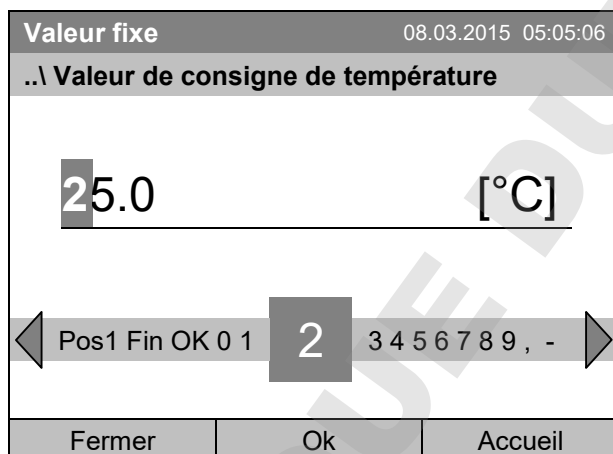 Valeur fixe 08.03.2015 05:05:06
..\ Valeur de consigne de température
25.0 [°C]
Pos1 Fin OK 0 1 2 3 4 5 6 7 8 9 , -
Fermer Ok Accueil